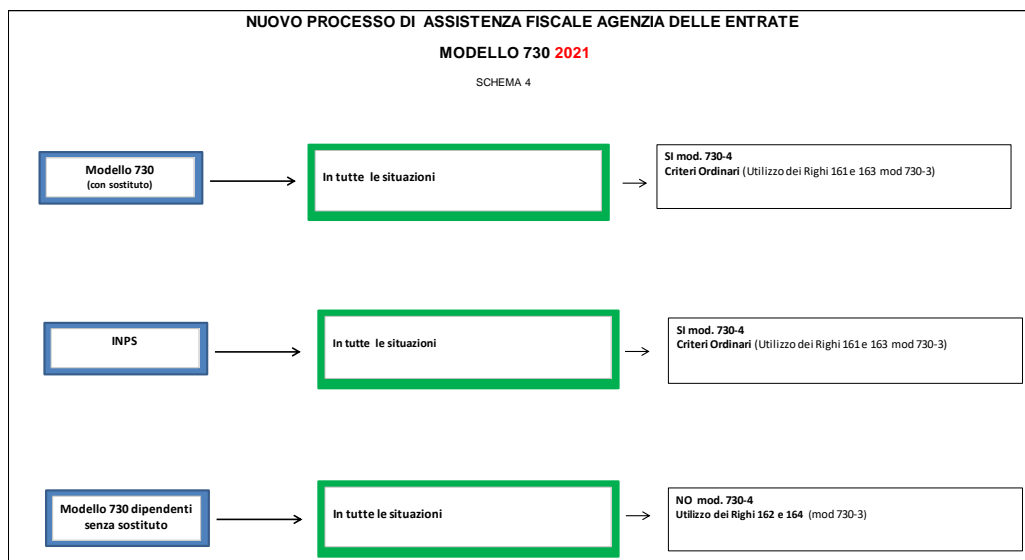 NUOVO PROCESSO DI ASSISTENZA FISCALE AGENZIA DELLE ENTRATE
MODELLO 730 2021
SCHEMA 4
Modello 730
(con sostituto)
In tutte le situazioni
SI mod. 730-4
Criteri Ordinari (Utilizzo dei Righi 161 e 163 mod 730-3)
INPS
In tutte le situazioni
SI mod. 730-4
Criteri Ordinari (Utilizzo dei Righi 161 e 163 mod 730-3)
Modello 730 dipendenti
senza sostituto
In tutte le situazioni
NO mod. 730-4
Utilizzo dei Righi 162 e 164 (mod 730-3)